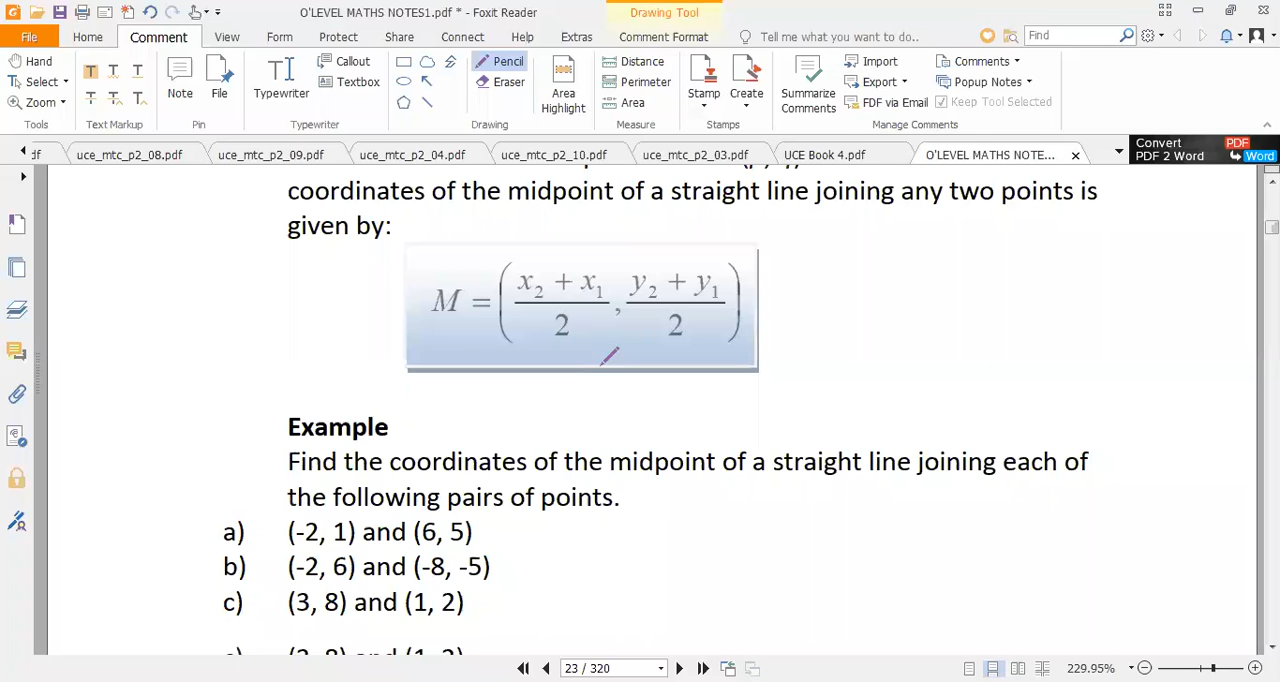 O'LEVEL MATHS NOTES1.pdf * - Foxit Reader
Drawing Tool
File Home Comment View Form Protect Share Connect Help Extras Comment Format Tell me what you want to do.. Find
Hand Callout Pencil Distance Import Comments
Select Textbox Eraser Perimeter Export Popup Notes
Zoom Note File Typewriter Area Highlight Area Stamp Create Summarize Comments FDF via Email Keep Tool Selected
Tools Text Markup Pin Typewriter Drawing Measure Stamps Manage Comments
df uce_mtc_p2_08.pdf uce_mtc_p2_09.pdf uce_mtc_p2_04.pdf uce_mtc_p2_10.pdf uce_mtc_p2_03.pdf UCE Book 4.pdf O'LEVEL MATHS NOTE... Convert PDF
PDF 2 Word Word
coordinates of the midpoint of a straight line joining any two points is
given by:
M = ( x₂ + x₁ / 2 , y₂ + y₁ / 2 )
Example
Find the coordinates of the midpoint of a straight line joining each of
the following pairs of points.
a) (-2, 1) and (6, 5)
b) (-2, 6) and (-8, -5)
c) (3, 8) and (1, 2)
23 / 320 229.95%